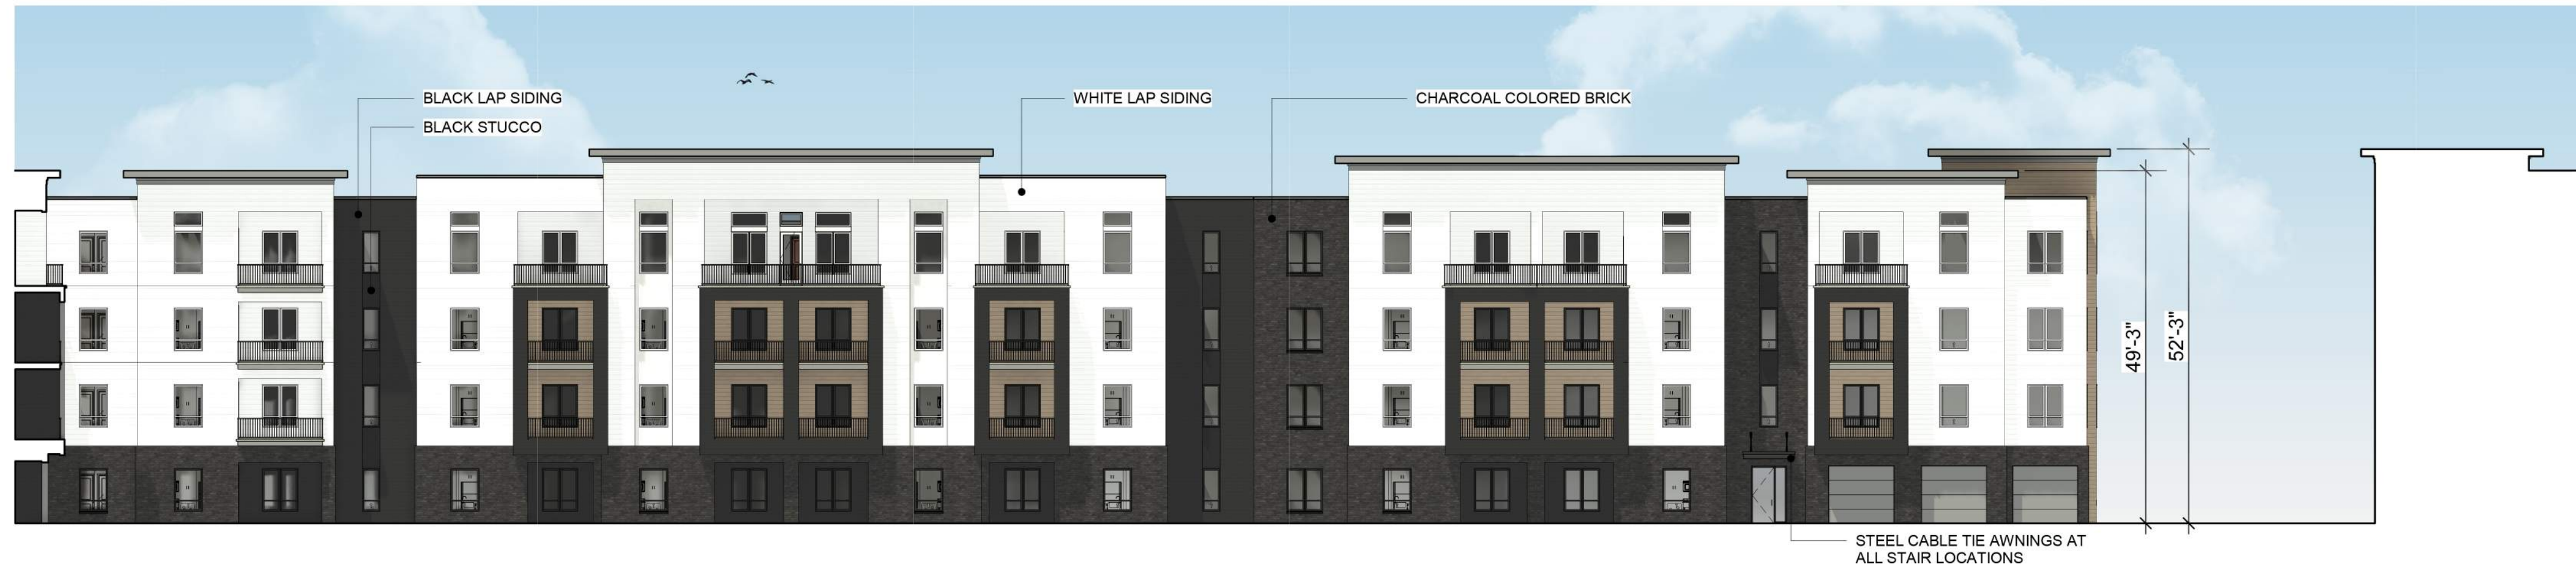 BLACK LAP SIDING
WHITE LAP SIDING
CHARCOAL COLORED BRICK
BLACK STUCCO
49'-3"
52'-3"
STEEL CABLE TIE AWNINGS AT
ALL STAIR LOCATIONS